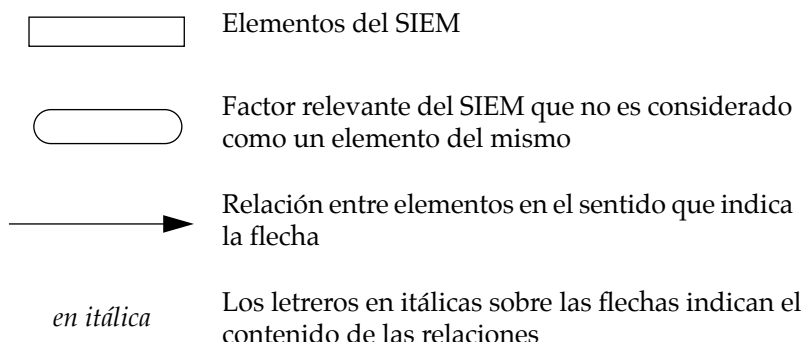 Elementos del SIEM
Factor relevante del SIEM que no es considerado
como un elemento del mismo
Relación entre elementos en el sentido que indica
la flecha
en itálica
Los letreros en itálicas sobre las flechas indican el
contenido de las relaciones